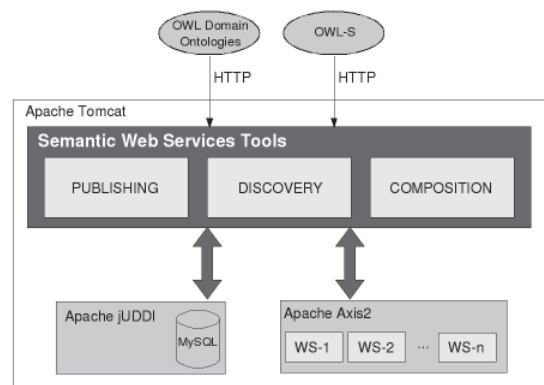 OWL Domain
Ontologies
OWL-S
HTTP
HTTP
Apache Tomcat
Semantic Web Services Tools
PUBLISHING
DISCOVERY
COMPOSITION
Apache jUDDI
MySQL
Apache Axis2
WS-1
WS-2
...
WS-n